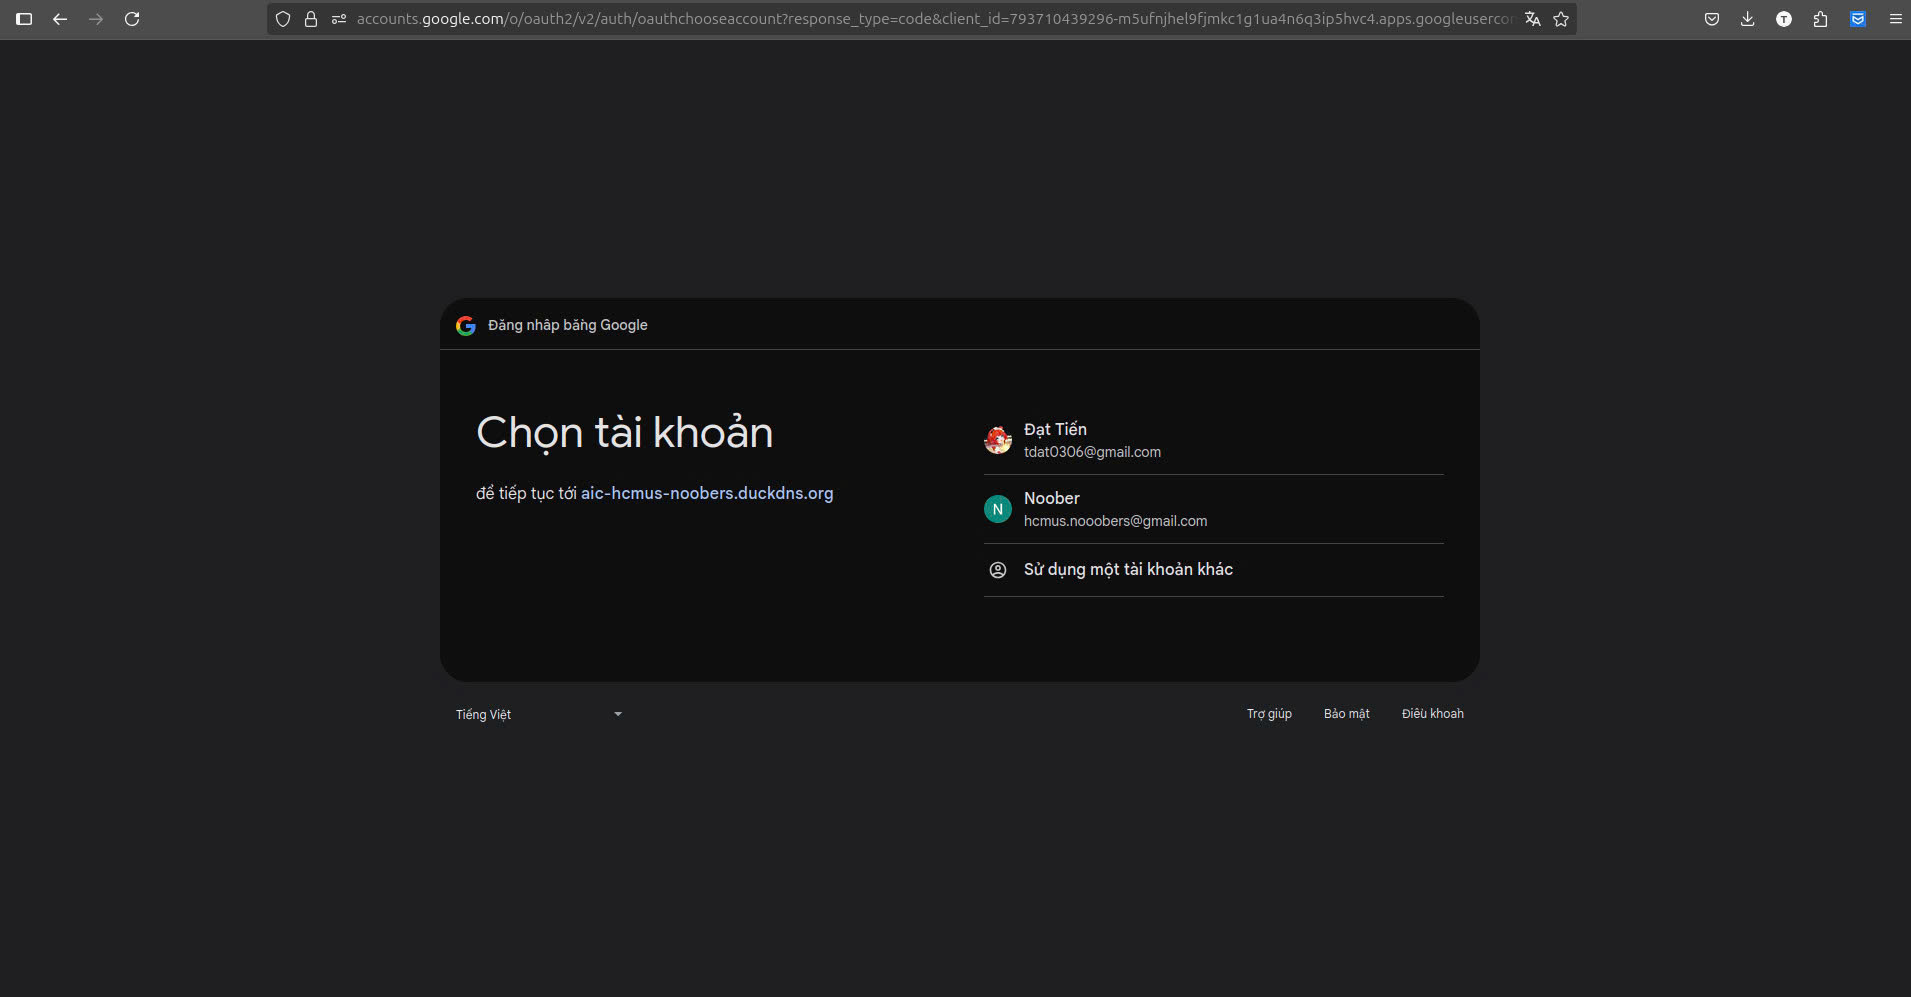 accounts.google.com/o/oauth2/v2/auth/oauthchooseaccount?response_type=code&client_id=793710439296-m5ufnjhel9fjmkc1g1ua4n6q3ip5hvc4.apps.googleusercon
T
Đăng nhập bằng Google
Chọn tài khoản
để tiếp tục tới aic-hcmus-noobers.duckdns.org
Đạt Tiến
tdat0306@gmail.com
N
Noober
hcmus.nooobers@gmail.com
Sử dụng một tài khoản khác
Tiếng Việt
Trợ giúp
Bảo mật
Điều khoản